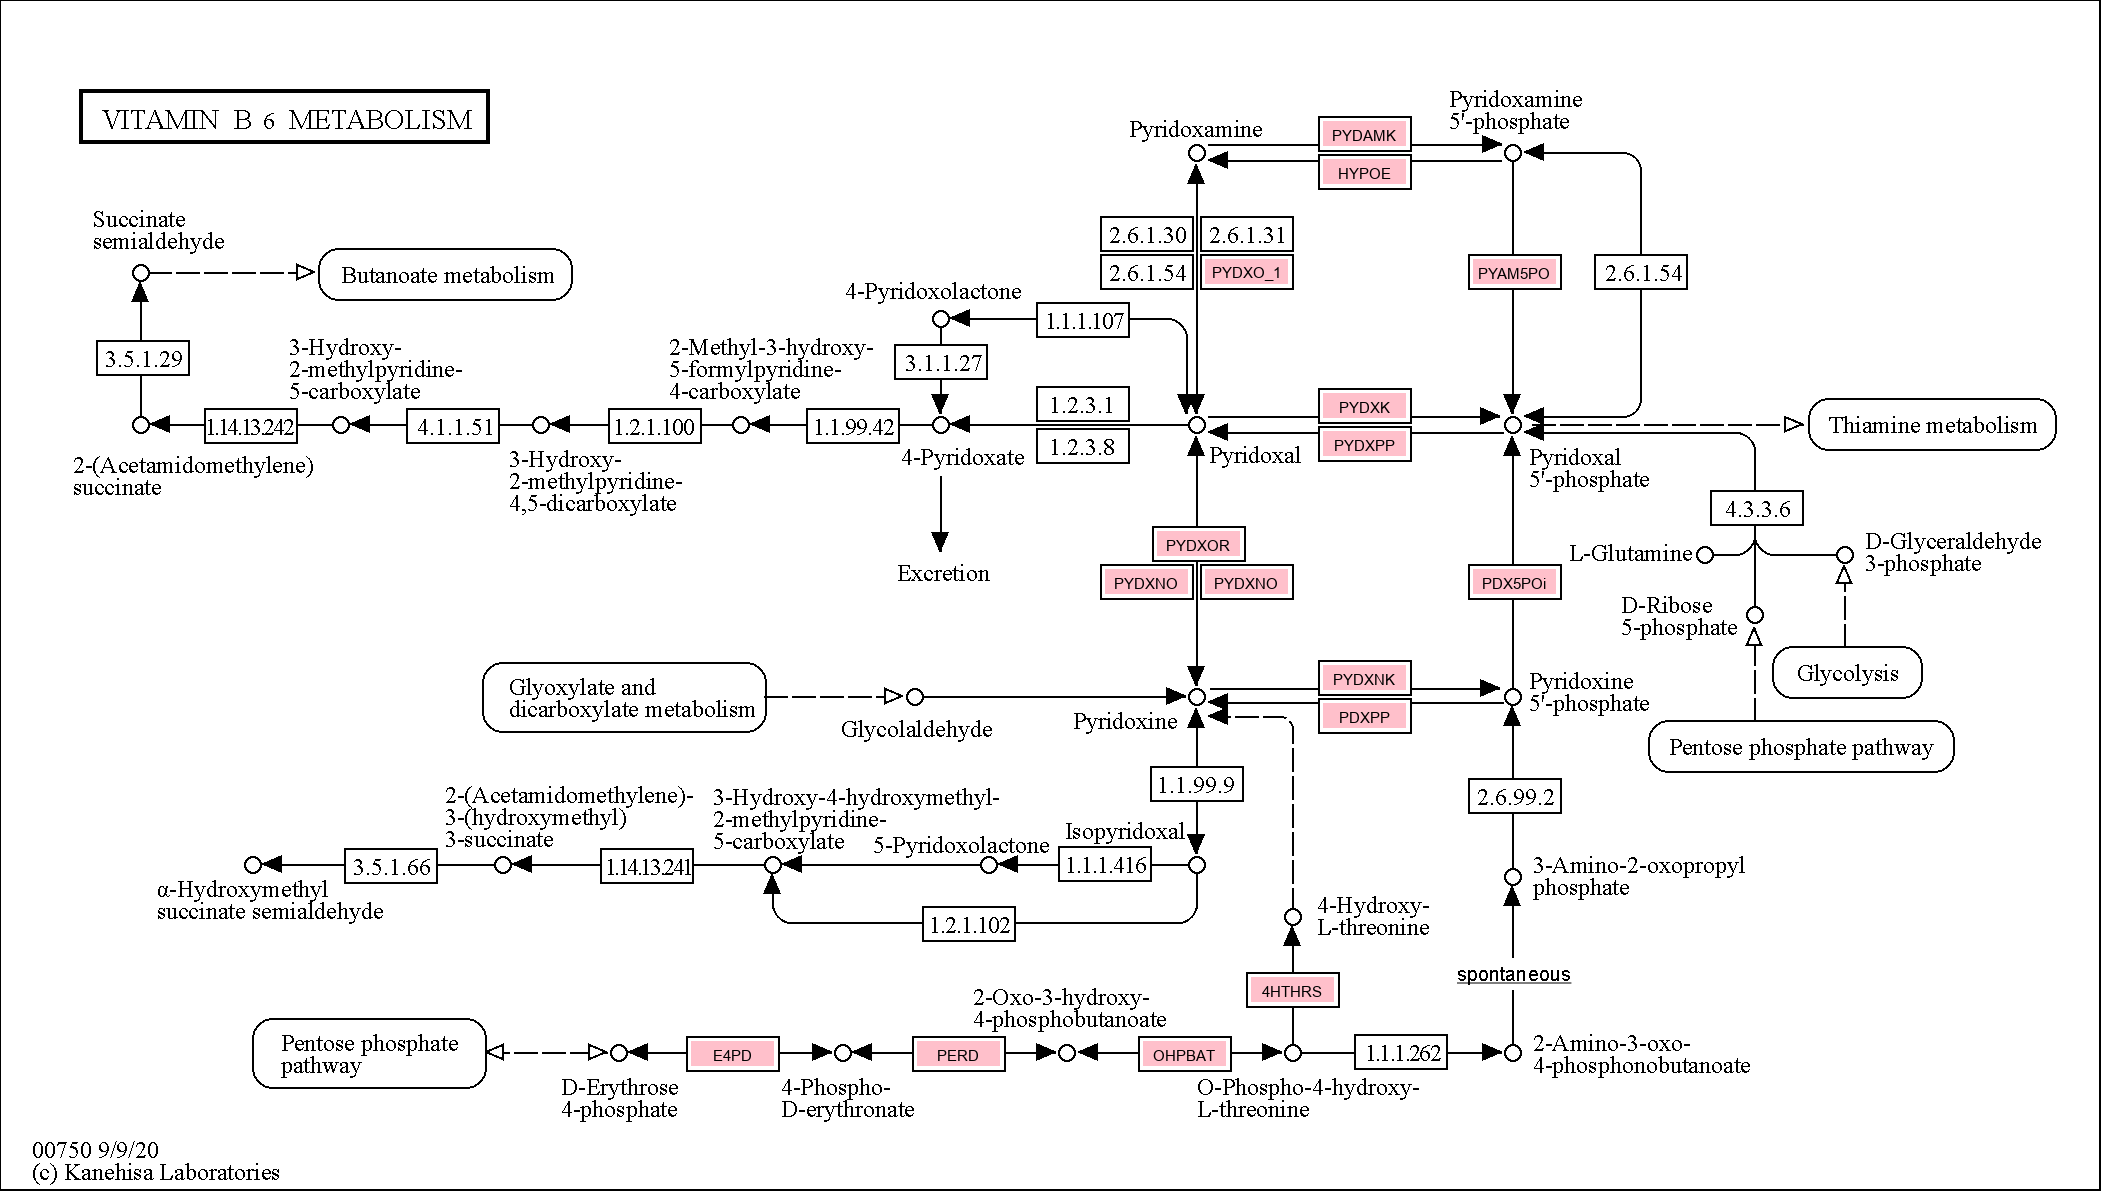 VITAMIN B 6 METABOLISM
Pyridoxamine
PYDAMK
HYPOE
Pyridoxamine
5'-phosphate
Succinate
semialdehyde
Butanoate metabolism
2.6.1.30
2.6.1.31
2.6.1.54
PYDXO_1
PYAM5PO
2.6.1.54
4-Pyridoxolactone
1.1.1.107
3.5.1.29
3-Hydroxy-
2-methylpyridine-
5-carboxylate
2-Methyl-3-hydroxy-
5-formylpyridine-
4-carboxylate
3.1.1.27
1.14.13.242
4.1.1.51
1.2.1.100
1.1.99.42
1.2.3.1
1.2.3.8
PYDXK
PYDXPP
Thiamine metabolism
2-(Acetamidomethylene)
succinate
3-Hydroxy-
2-methylpyridine-
4,5-dicarboxylate
4-Pyridoxate
Pyridoxal
Pyridoxal
5'-phosphate
4.3.3.6
Excretion
PYDXOR
PYDXNO
PYDXNO
PDX5POi
L-Glutamine
D-Glyceraldehyde
3-phosphate
D-Ribose
5-phosphate
Glycolysis
Pentose phosphate pathway
Glyoxylate and
dicarboxylate metabolism
Glycolaldehyde
Pyridoxine
PYDXNK
PDXPP
Pyridoxine
5'-phosphate
1.1.99.9
2.6.99.2
2-(Acetamidomethylene)-
3-(hydroxymethyl)
3-succinate
3-Hydroxy-4-hydroxymethyl-
2-methylpyridine-
5-carboxylate
5-Pyridoxolactone
Isopyridoxal
3.5.1.66
1.14.13.241
1.1.1.416
1.2.1.102
α-Hydroxymethyl
succinate semialdehyde
3-Amino-2-oxopropyl
phosphate
4-Hydroxy-
L-threonine
spontaneous
4HTHRS
2-Oxo-3-hydroxy-
4-phosphobutanoate
Pentose phosphate
pathway
E4PD
PERD
OHPBAT
1.1.1.262
D-Erythrose
4-phosphate
4-Phospho-
D-erythronate
O-Phospho-4-hydroxy-
L-threonine
2-Amino-3-oxo-
4-phosphonobutanoate
00750 9/9/20
(c) Kanehisa Laboratories